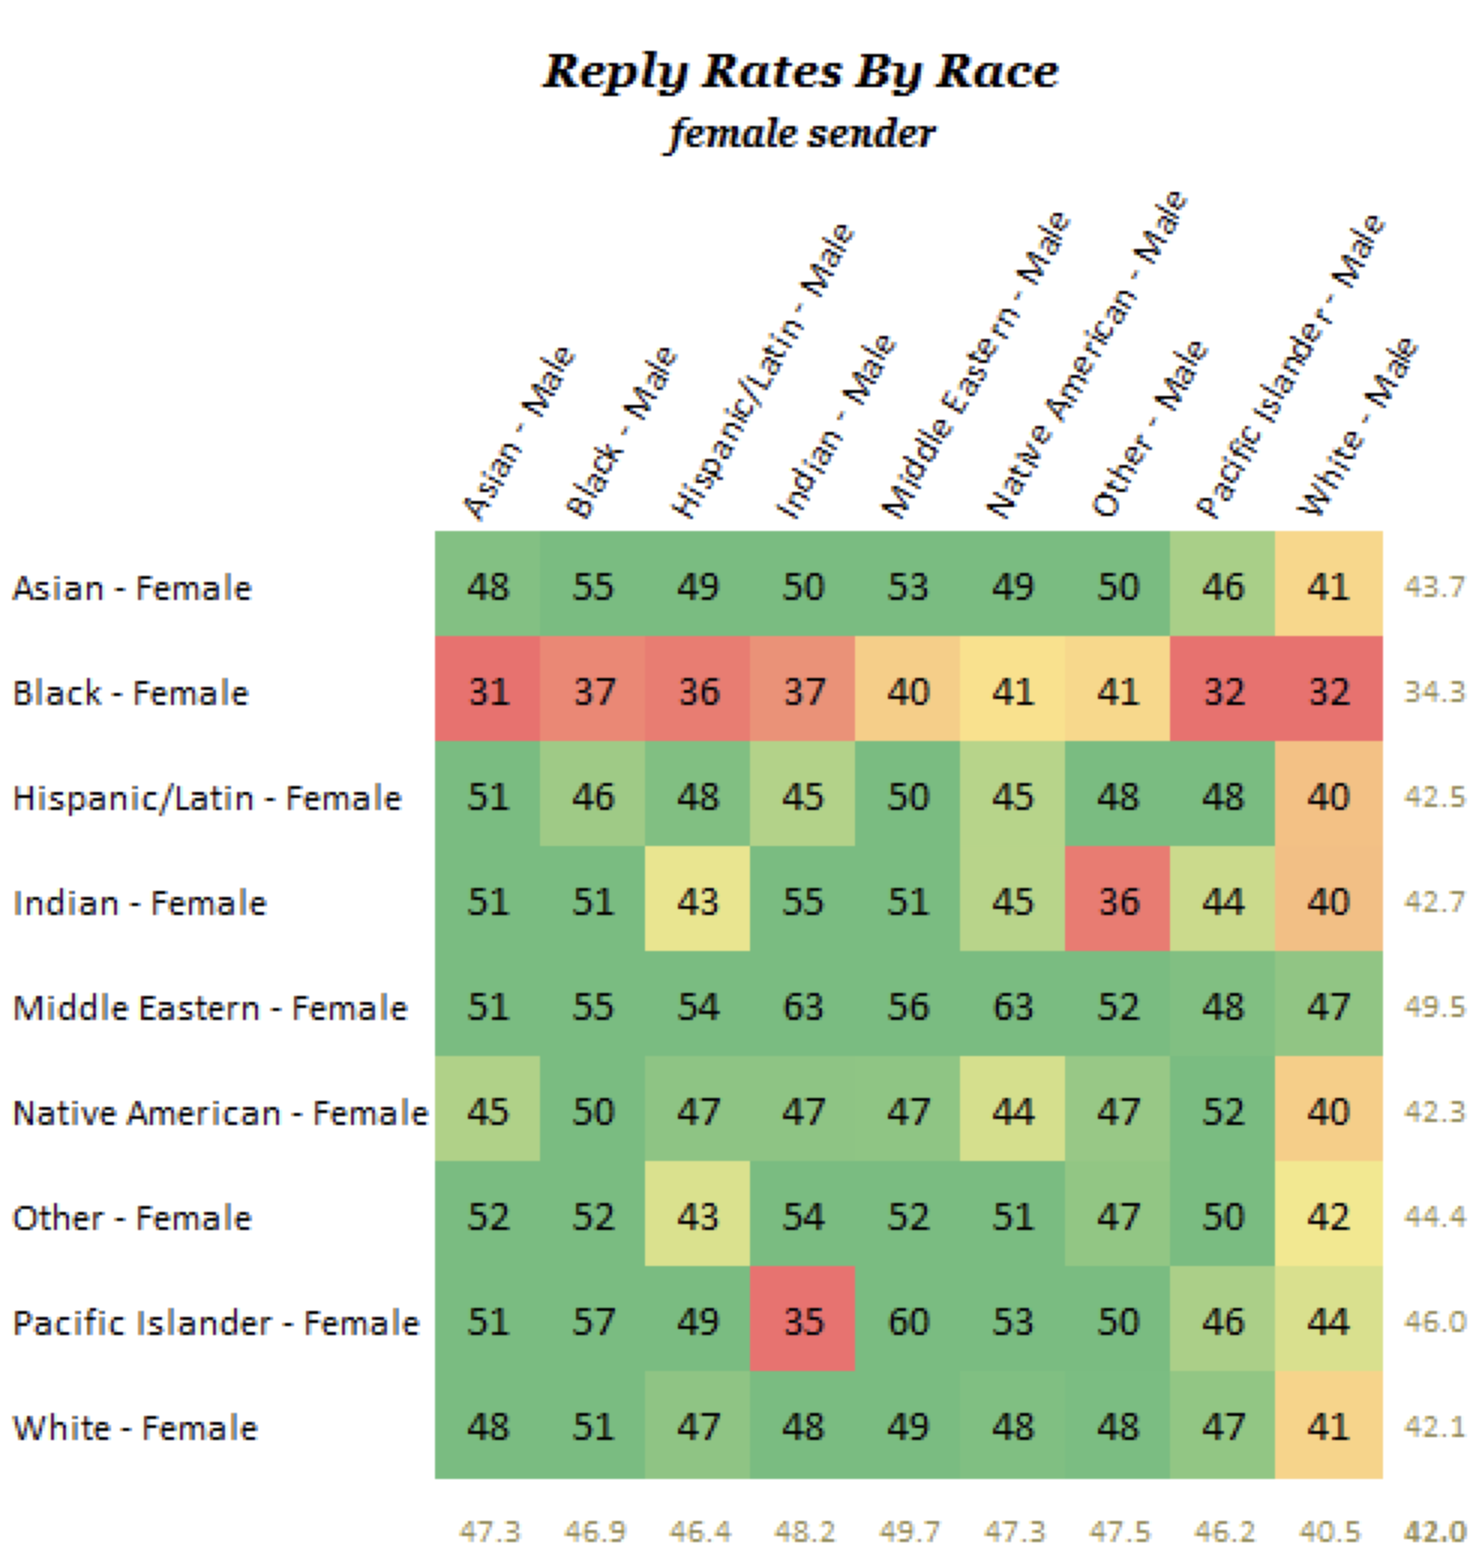 Reply Rates By Race
female sender
Asian - Male
Black - Male
Hispanic/Latin - Male
Indian - Male
Middle Eastern - Male
Native American - Male
Other - Male
Pacific Islander - Male
White - Male
Asian - Female 48 55 49 50 53 49 50 46 41 43.7
Black - Female 31 37 36 37 40 41 41 32 32 34.3
Hispanic/Latin - Female 51 46 48 45 50 45 48 48 40 42.5
Indian - Female 51 51 43 55 51 45 36 44 40 42.7
Middle Eastern - Female 51 55 54 63 56 63 52 48 47 49.5
Native American - Female 45 50 47 47 47 44 47 52 40 42.3
Other - Female 52 52 43 54 52 51 47 50 42 44.4
Pacific Islander - Female 51 57 49 35 60 53 50 46 44 46.0
White - Female 48 51 47 48 49 48 48 47 41 42.1
47.3 46.9 46.4 48.2 49.7 47.3 47.5 46.2 40.5 42.0